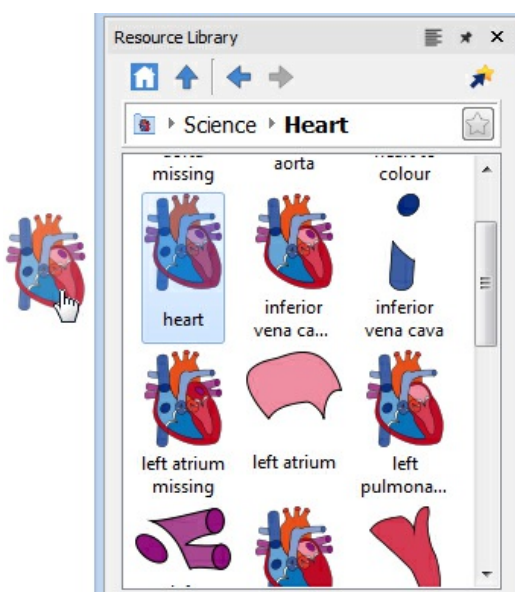 Resource Library
Science Heart
missing
aorta
colour
heart
inferior
vena ca...
inferior
vena cava
left atrium
missing
left atrium
left
pulmona...